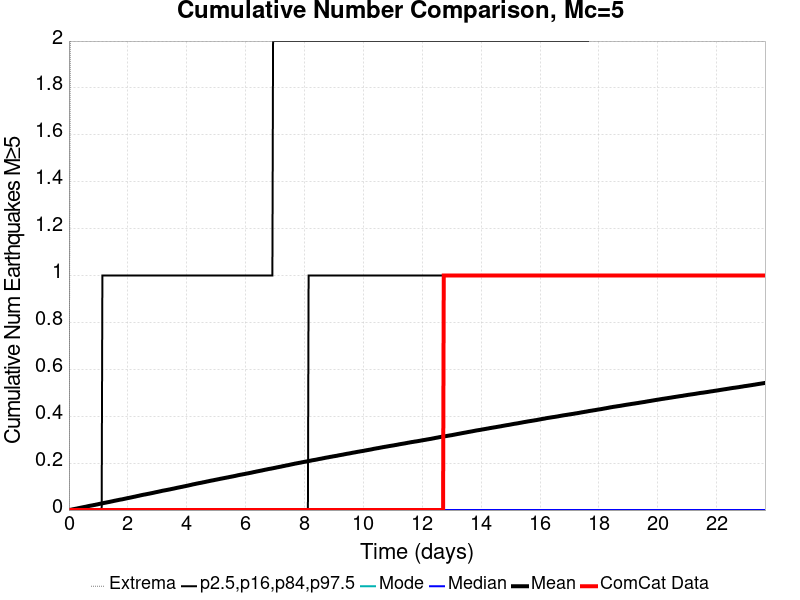 Cumulative Number Comparison, Mc=5
Cumulative Num Earthquakes M≥5
2
1.8
1.6
1.4
1.2
1
0.8
0.6
0.4
0.2
0
0 2 4 6 8 10 12 14 16 18 20 22
Time (days)
Extrema p2.5,p16,p84,p97.5 Mode Median Mean ComCat Data